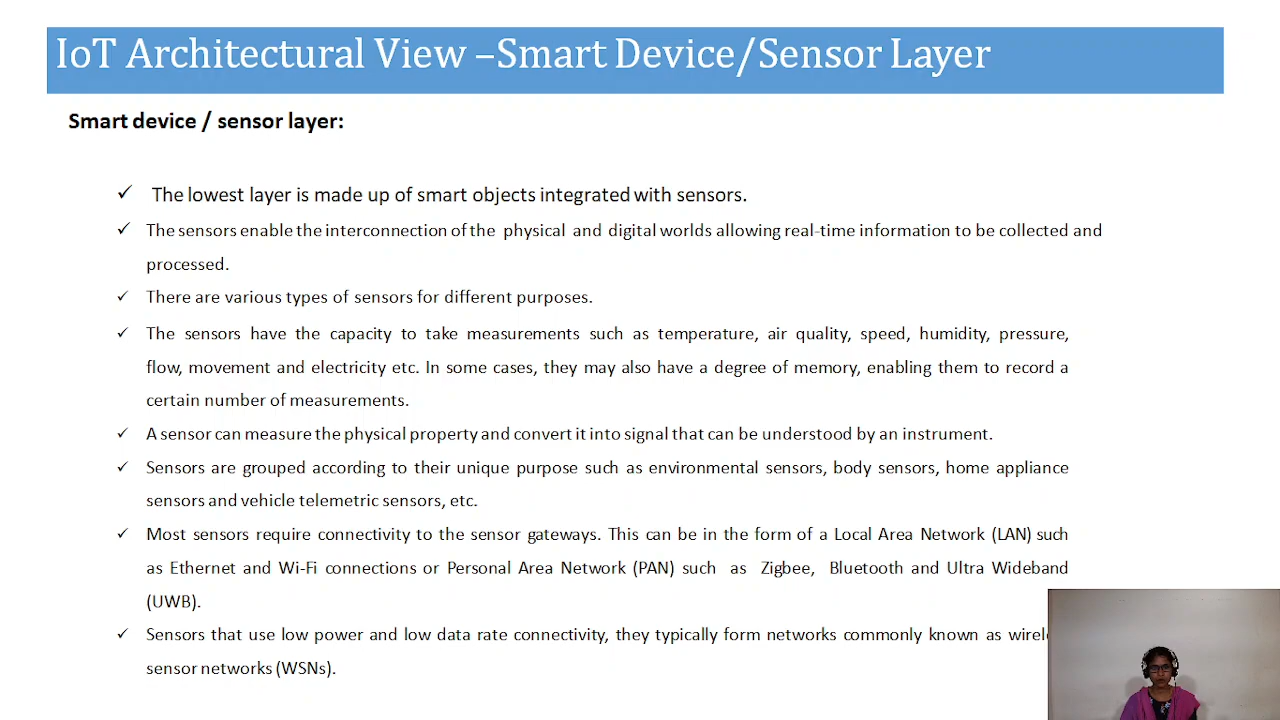 IoT Architectural View –Smart Device/Sensor Layer
Smart device / sensor layer:
✓ The lowest layer is made up of smart objects integrated with sensors.
✓ The sensors enable the interconnection of the physical and digital worlds allowing real-time information to be collected and
processed.
✓ There are various types of sensors for different purposes.
✓ The sensors have the capacity to take measurements such as temperature, air quality, speed, humidity, pressure,
flow, movement and electricity etc. In some cases, they may also have a degree of memory, enabling them to record a
certain number of measurements.
✓ A sensor can measure the physical property and convert it into signal that can be understood by an instrument.
✓ Sensors are grouped according to their unique purpose such as environmental sensors, body sensors, home appliance
sensors and vehicle telemetric sensors, etc.
✓ Most sensors require connectivity to the sensor gateways. This can be in the form of a Local Area Network (LAN) such
as Ethernet and Wi-Fi connections or Personal Area Network (PAN) such as Zigbee, Bluetooth and Ultra Wideband
(UWB).
✓ Sensors that use low power and low data rate connectivity, they typically form networks commonly known as
sensor networks (WSNs).